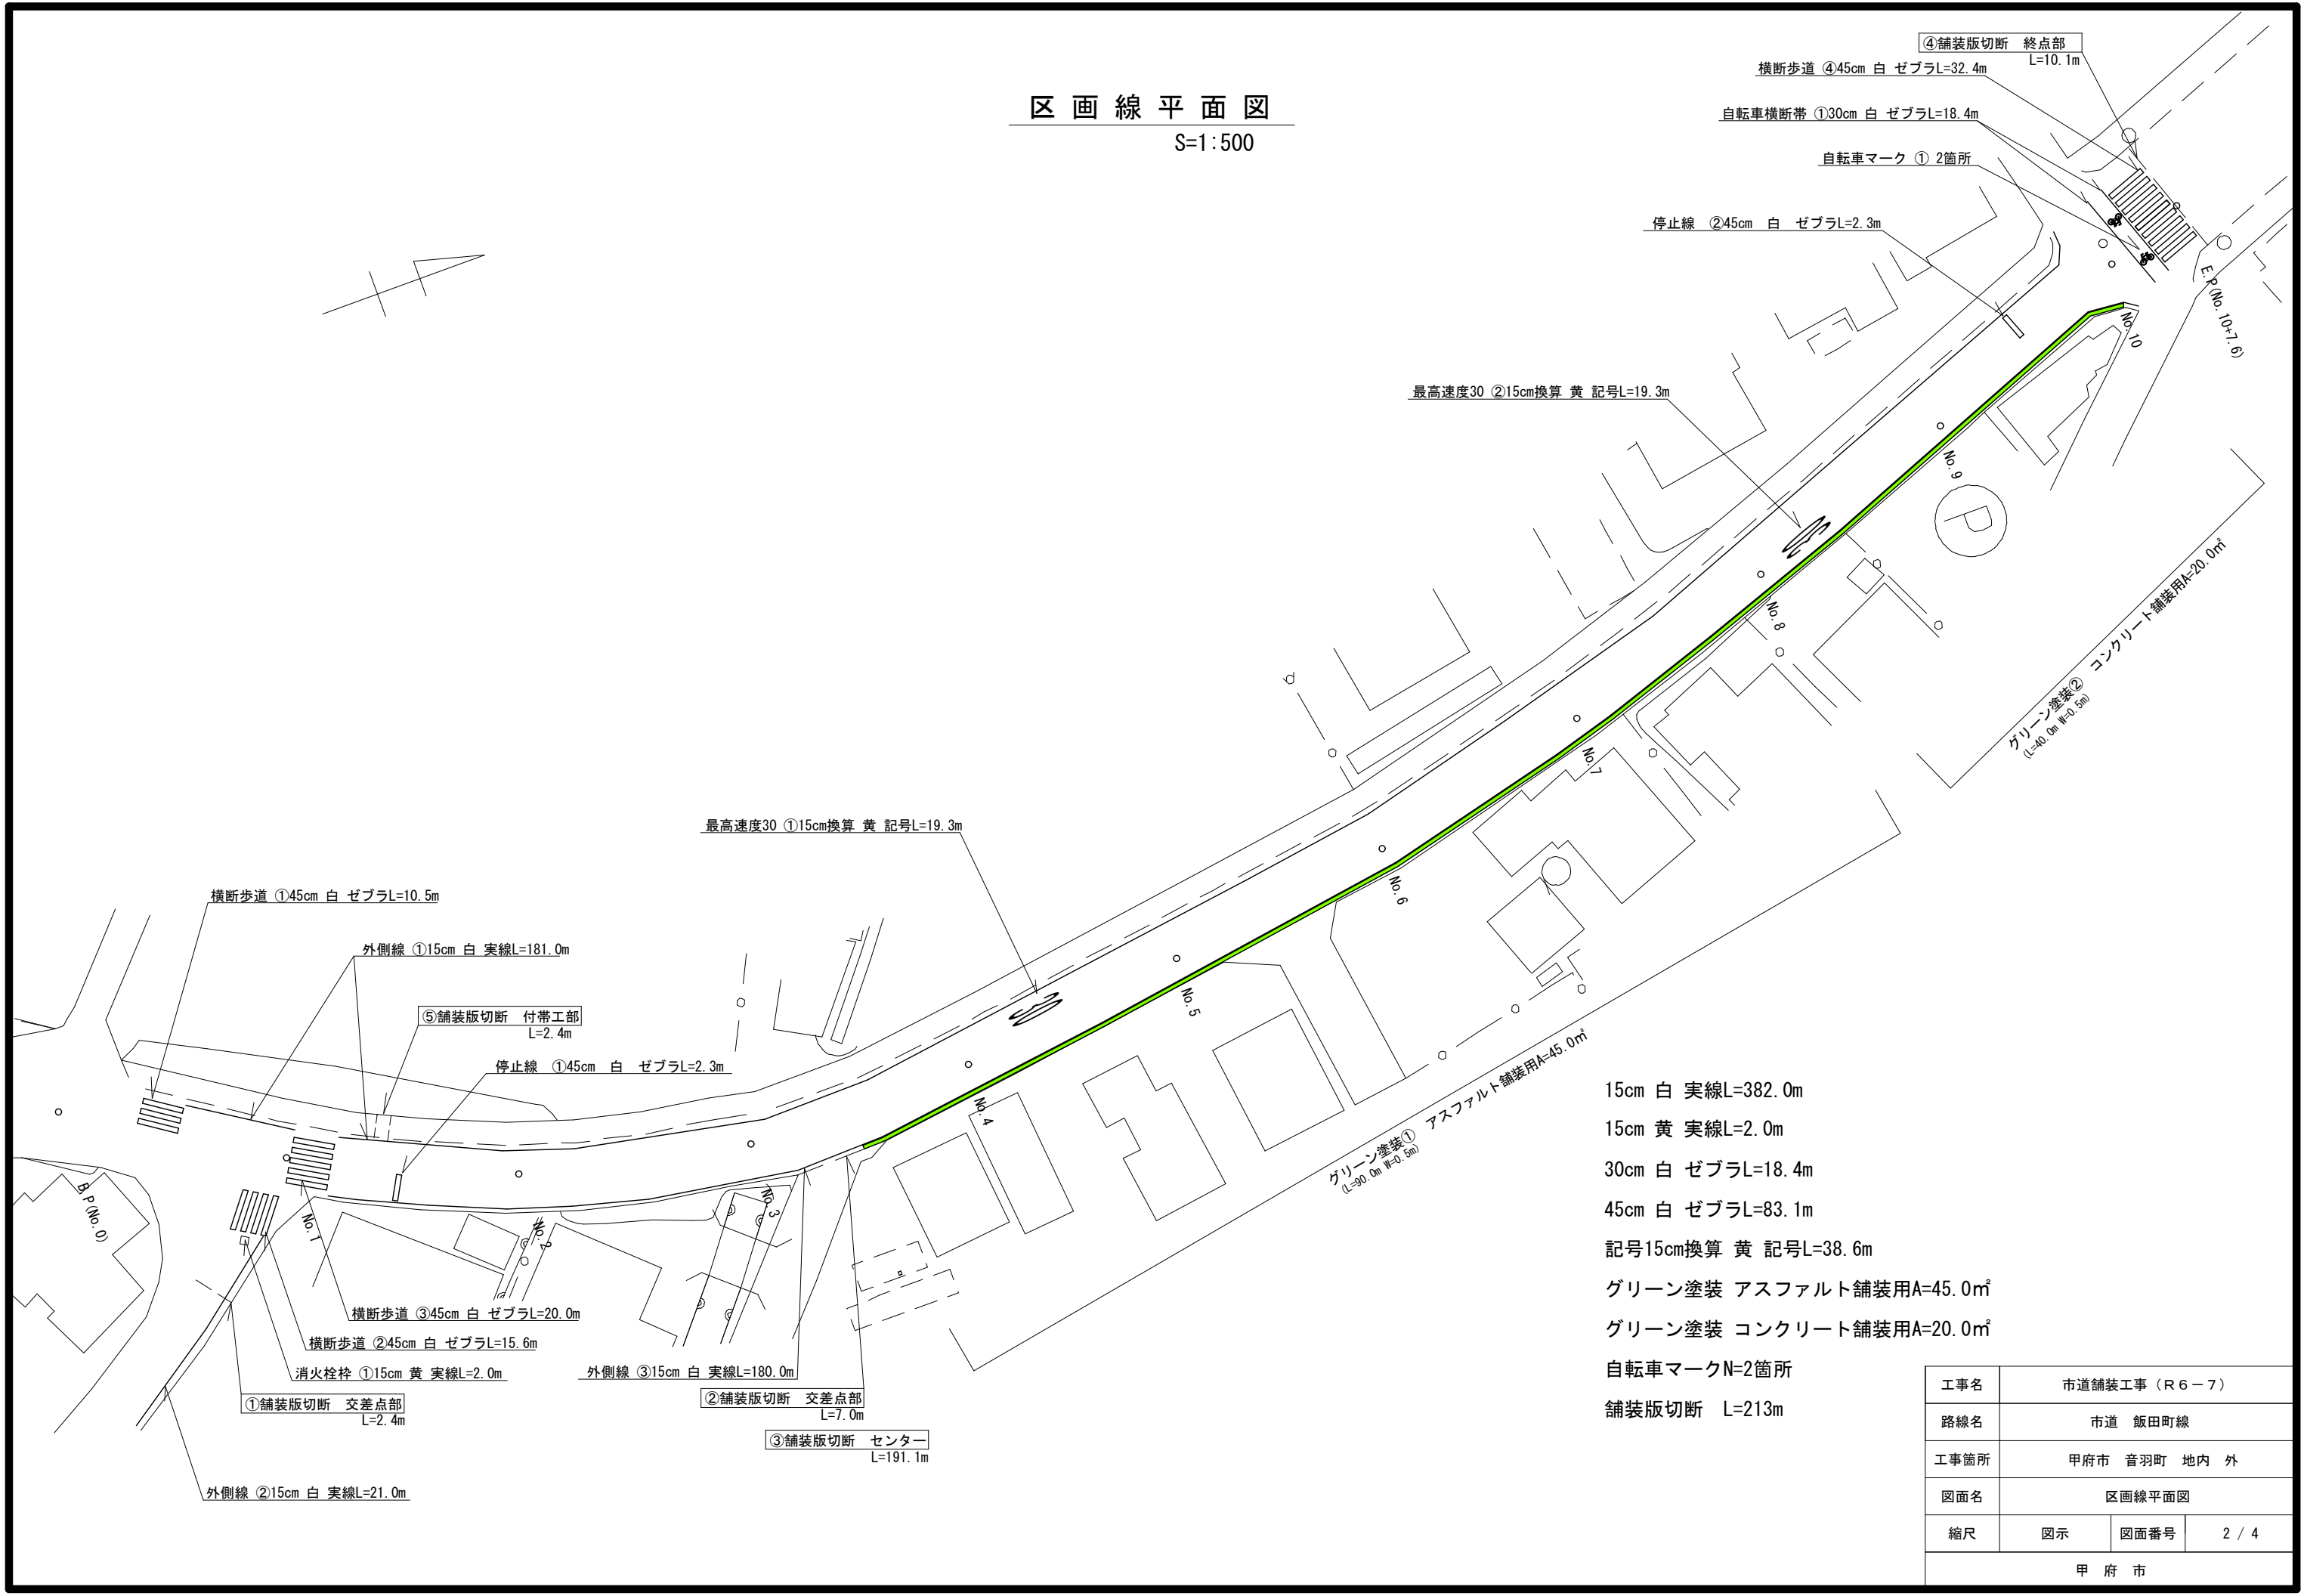 区画線平面図
S=1:500
④舗装版切断　終点部
L=10.1m
横断歩道 ④45cm 白 ゼブラL=32.4m
自転車横断帯 ①30cm 白 ゼブラL=18.4m
自転車マーク ① 2箇所
停止線　②45cm　白　ゼブラL=2.3m
最高速度30 ②15cm換算 黄 記号L=19.3m
最高速度30 ①15cm換算 黄 記号L=19.3m
横断歩道 ①45cm 白 ゼブラL=10.5m
外側線 ①15cm 白 実線L=181.0m
⑤舗装版切断　付帯工部
L=2.4m
停止線　①45cm　白　ゼブラL=2.3m
B.P(No.0)
No.1
No.2
No.3
No.4
No.5
No.6
No.7
No.8
No.9
No.10
E.P(No.10+7.6)
30
30
P
グリーン塗装②　コンクリート舗装用A=20.0㎡
(L=40.0m W=0.5m)
グリーン塗装①　アスファルト舗装用A=45.0㎡
(L=90.0m W=0.5m)
横断歩道 ③45cm 白 ゼブラL=20.0m
横断歩道 ②45cm 白 ゼブラL=15.6m
消火栓枠 ①15cm 黄 実線L=2.0m
①舗装版切断　交差点部
L=2.4m
外側線 ②15cm 白 実線L=21.0m
外側線 ③15cm 白 実線L=180.0m
②舗装版切断　交差点部
L=7.0m
③舗装版切断　センター
L=191.1m
15cm 白 実線L=382.0m
15cm 黄 実線L=2.0m
30cm 白 ゼブラL=18.4m
45cm 白 ゼブラL=83.1m
記号15cm換算 黄 記号L=38.6m
グリーン塗装 アスファルト舗装用A=45.0㎡
グリーン塗装 コンクリート舗装用A=20.0㎡
自転車マークN=2箇所
舗装版切断　L=213m
工事名　市道舗装工事（Ｒ６－７）
路線名　市道　飯田町線
工事箇所　甲府市　音羽町　地内　外
図面名　区画線平面図
縮尺　図示　図面番号　2 / 4
甲　府　市